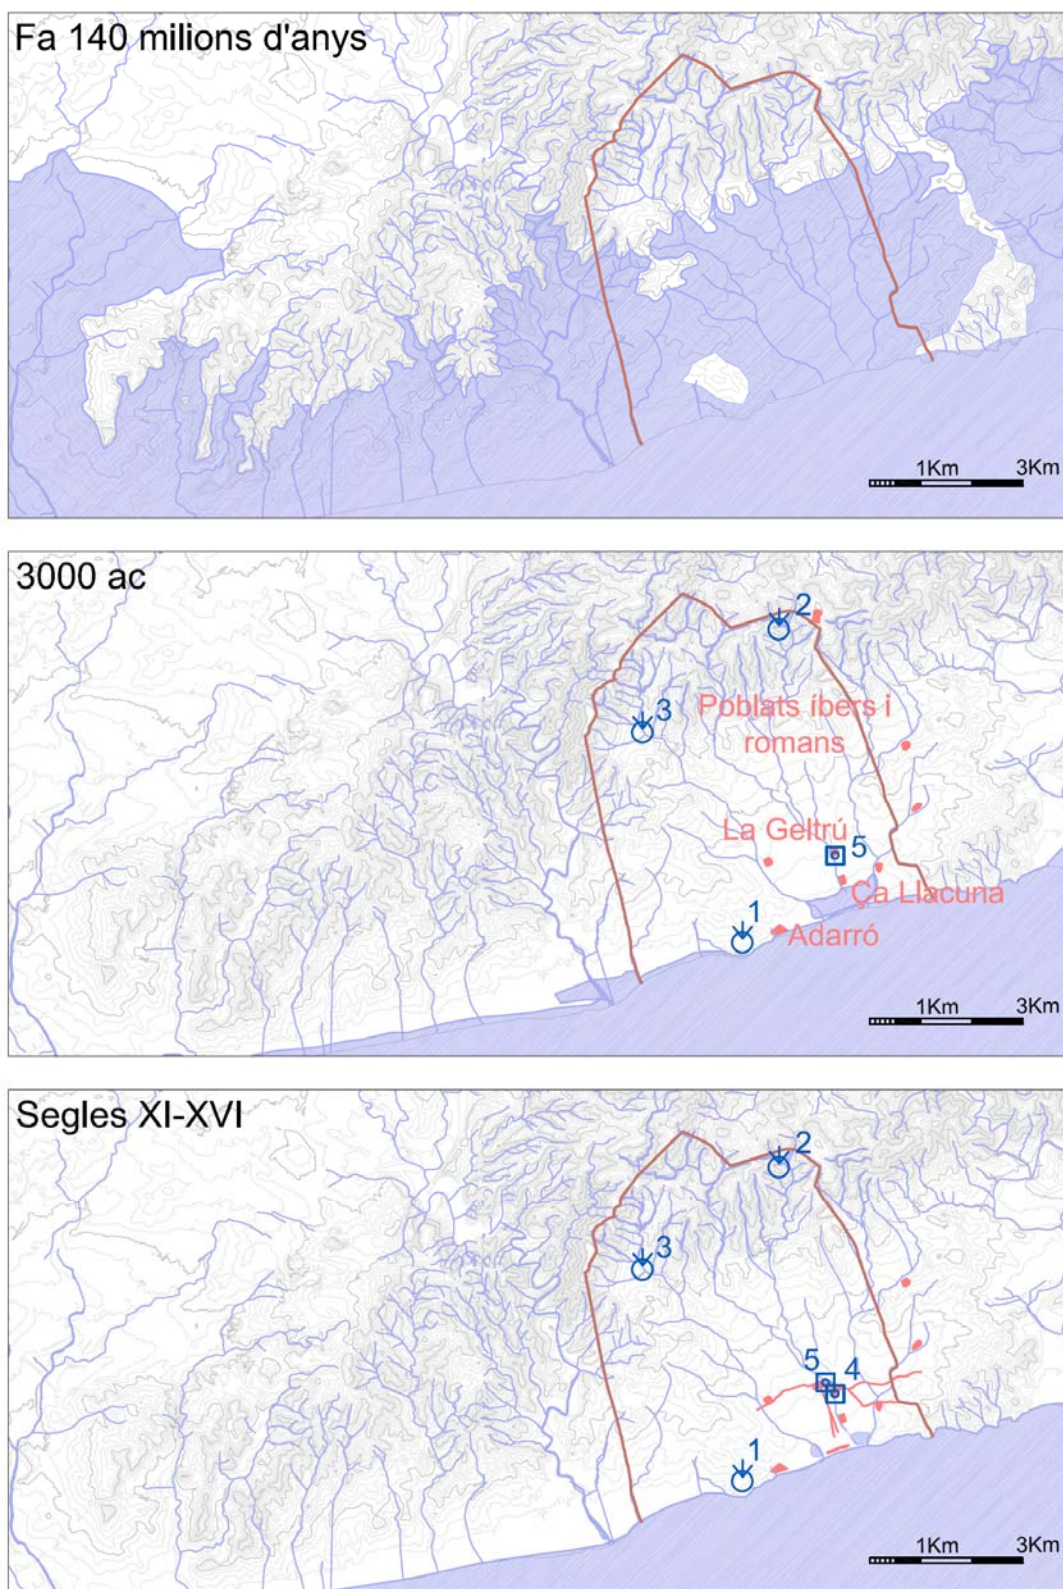 Fa 140 milions d'anys
1Km 3Km
3000 ac
2
3
Poblats íbers i
romans
La Geltrú
5
Ça Llacuna
1
Adarró
1Km 3Km
Segles XI-XVI
2
3
5 4
1
1Km 3Km